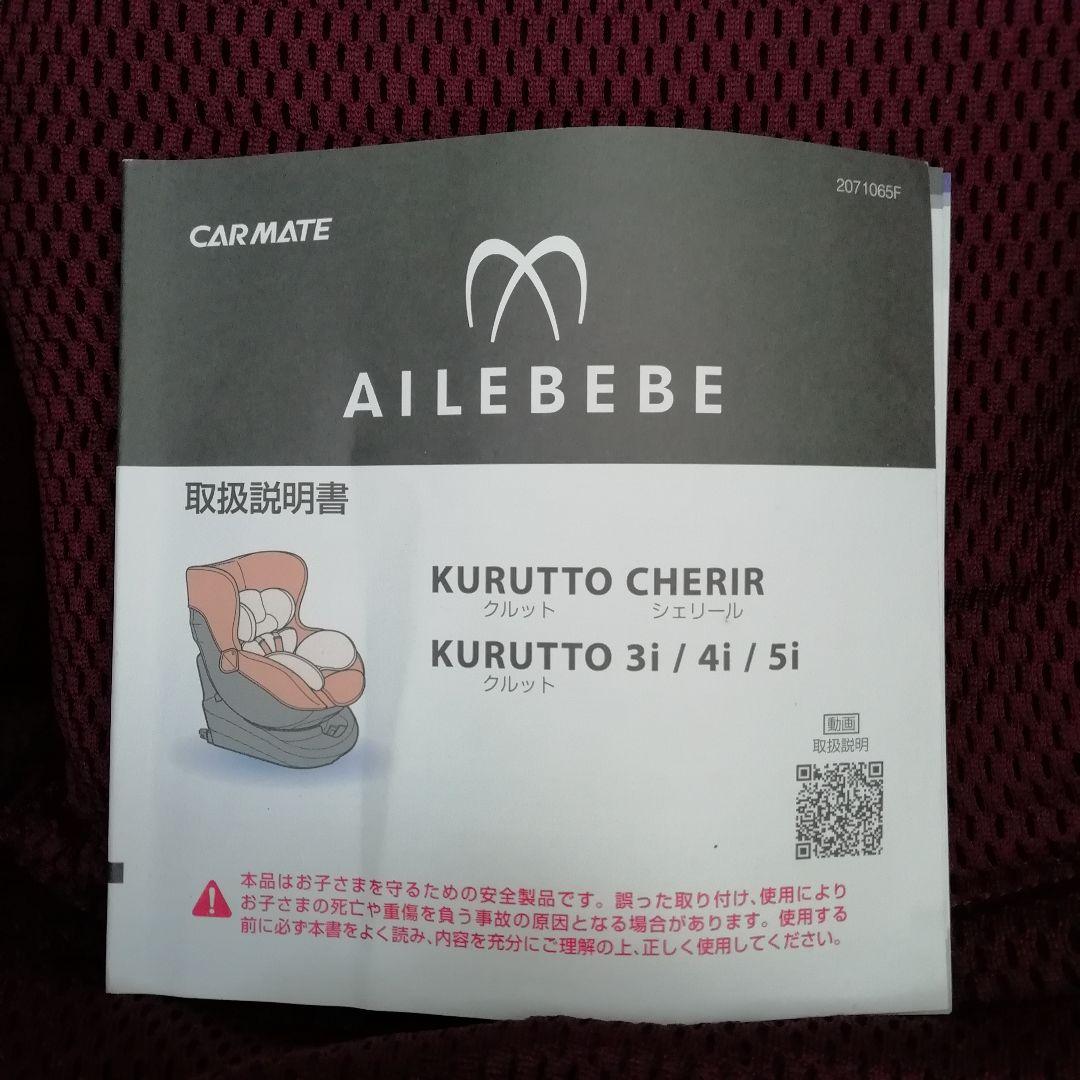 2071065F
CARMATE
AILEBEBE
取扱説明書
KURUTTO CHERIR
クルット シェリール
KURUTTO 3i / 4i / 5i
クルット
動画
取扱説明
本品はお子さまを守るための安全製品です。誤った取り付け、使用により
お子さまの死亡や重傷を負う事故の原因となる場合があります。使用する
前に必ず本書をよく読み、内容を充分にご理解の上、正しく使用してください。